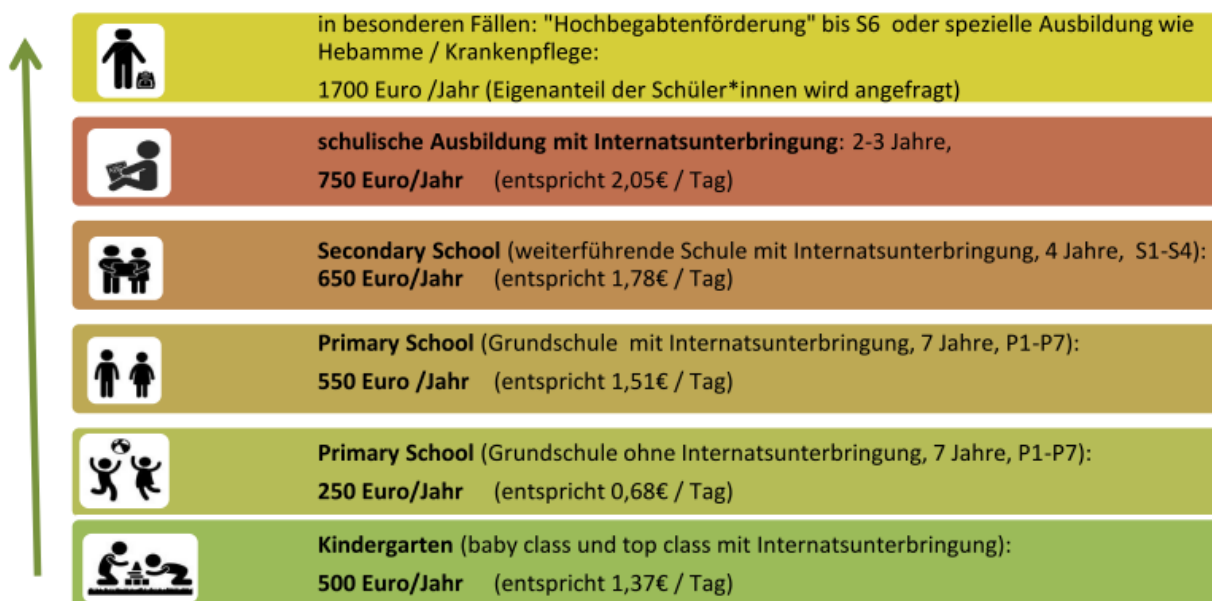 in besonderen Fällen: "Hochbegabtenförderung" bis S6 oder spezielle Ausbildung wie
Hebamme / Krankenpflege:
1700 Euro /Jahr (Eigenanteil der Schüler*innen wird angefragt)
schulische Ausbildung mit Internatsunterbringung: 2-3 Jahre,
750 Euro/Jahr (entspricht 2,05€ / Tag)
Secondary School (weiterführende Schule mit Internatsunterbringung, 4 Jahre, S1-S4):
650 Euro/Jahr (entspricht 1,78€ / Tag)
Primary School (Grundschule mit Internatsunterbringung, 7 Jahre, P1-P7):
550 Euro /Jahr (entspricht 1,51€ / Tag)
Primary School (Grundschule ohne Internatsunterbringung, 7 Jahre, P1-P7):
250 Euro/Jahr (entspricht 0,68€ / Tag)
Kindergarten (baby class und top class mit Internatsunterbringung):
500 Euro/Jahr (entspricht 1,37€ / Tag)